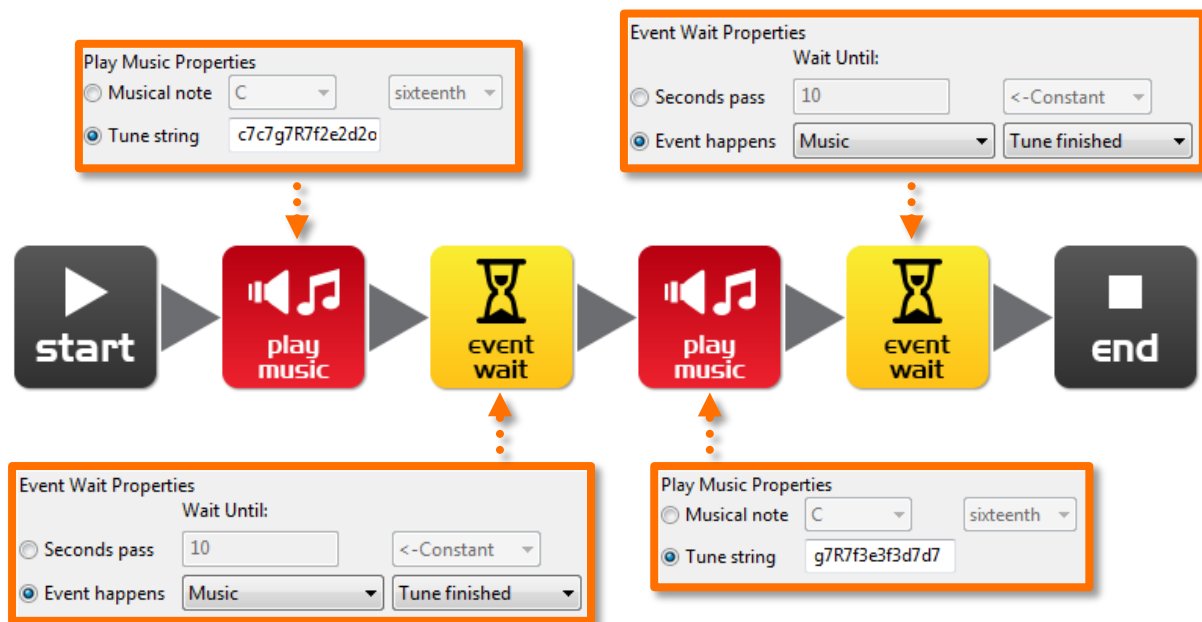 Play Music Properties
Musical note C sixteenth
Tune string c7c7g7R7f2e2d2o
Event Wait Properties
Wait Until:
Seconds pass 10 <-Constant
Event happens Music Tune finished
start
play
music
event
wait
play
music
event
wait
end
Event Wait Properties
Wait Until:
Seconds pass 10 <-Constant
Event happens Music Tune finished
Play Music Properties
Musical note C sixteenth
Tune string g7R7f3e3f3d7d7